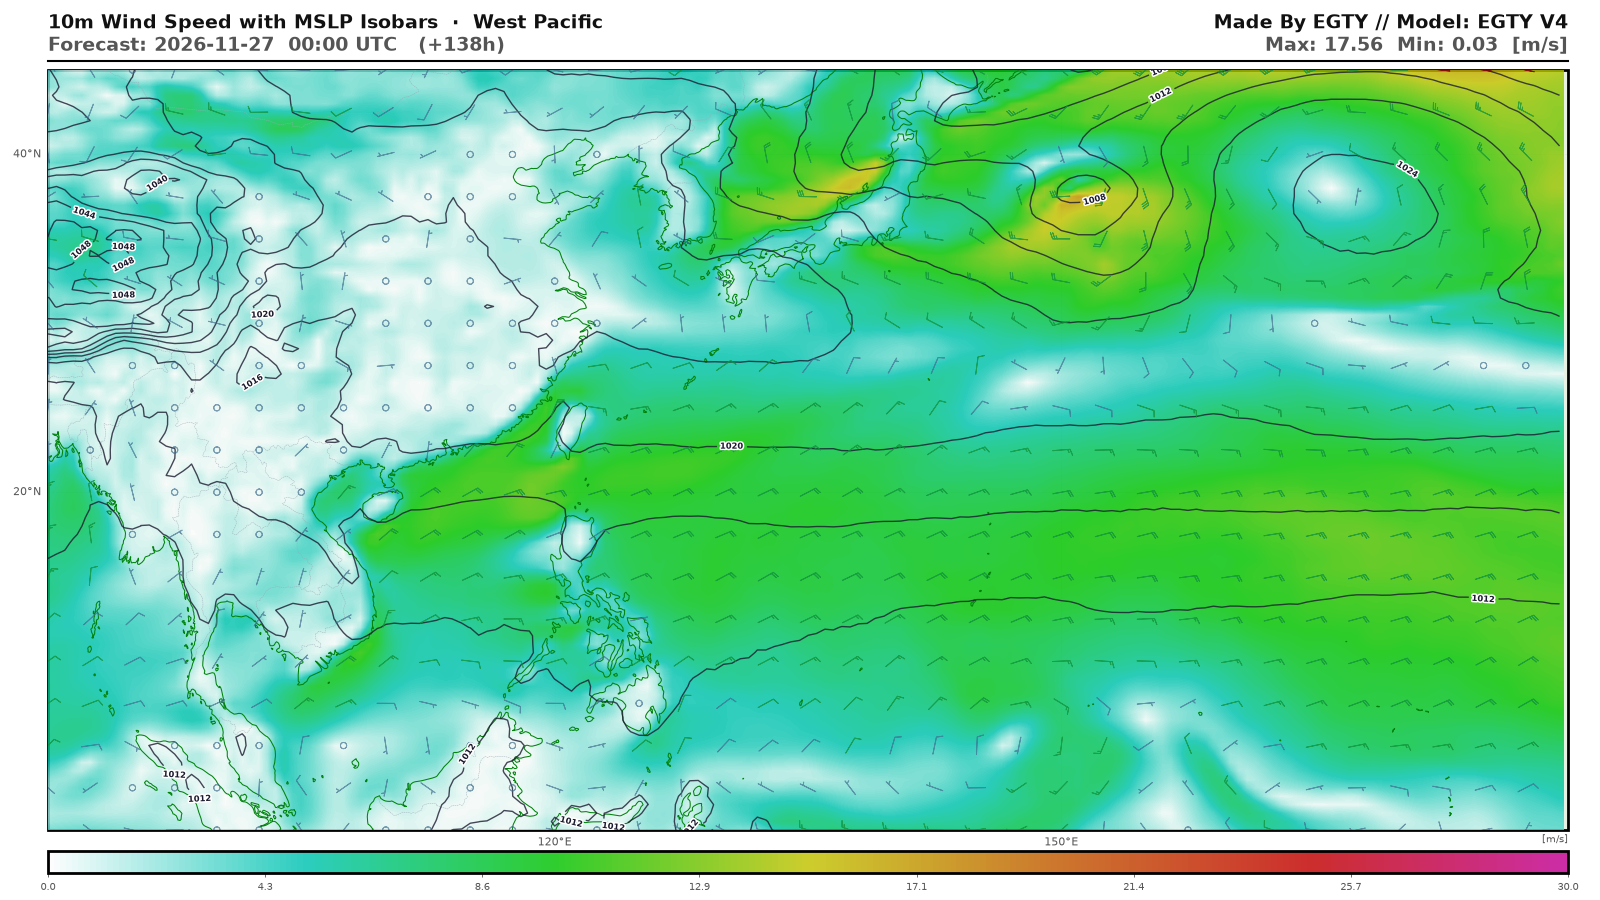 10m Wind Speed with MSLP Isobars · West Pacific
Made By EGTY // Model: EGTY V4
Forecast: 2026-11-27 00:00 UTC (+138h)
Max: 17.56 Min: 0.03 [m/s]
1012
40°N
1040
1024
1008
1044
1048
1048
1048
1048
1020
1016
1020
20°N
1012
1012
1012
1012
1012
1012
120°E
150°E
[m/s]
0.0 4.3 8.6 12.9 17.1 21.4 25.7 30.0